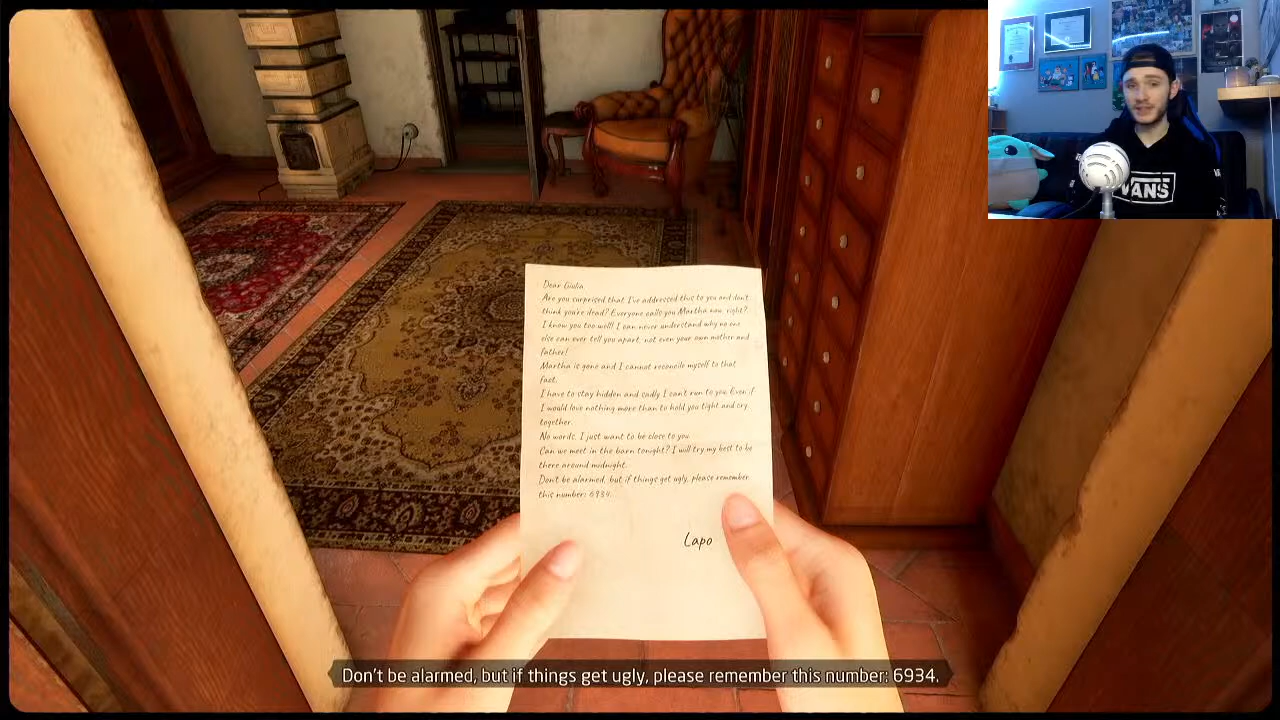 Dear Giulia
Are you surprised that I've addressed this to you and don't
think you're dead? Everyone calls you Martha now, right?
I know you too well! I can never understand why no one
else can ever tell you apart, not even your own mother and
father!
Martha is gone and I cannot reconcile myself to that
fact.
I have to stay hidden and sadly I can't run to you. Even if
I would love nothing more than to hold you tight and cry
together.
No words, I just want to be close to you
Can we meet in the barn tonight? I will try my best to be
there around midnight.
Don't be alarmed, but if things get ugly, please remember
this number: 6934.
Lapo
Don't be alarmed, but if things get ugly, please remember this number: 6934.
VANS